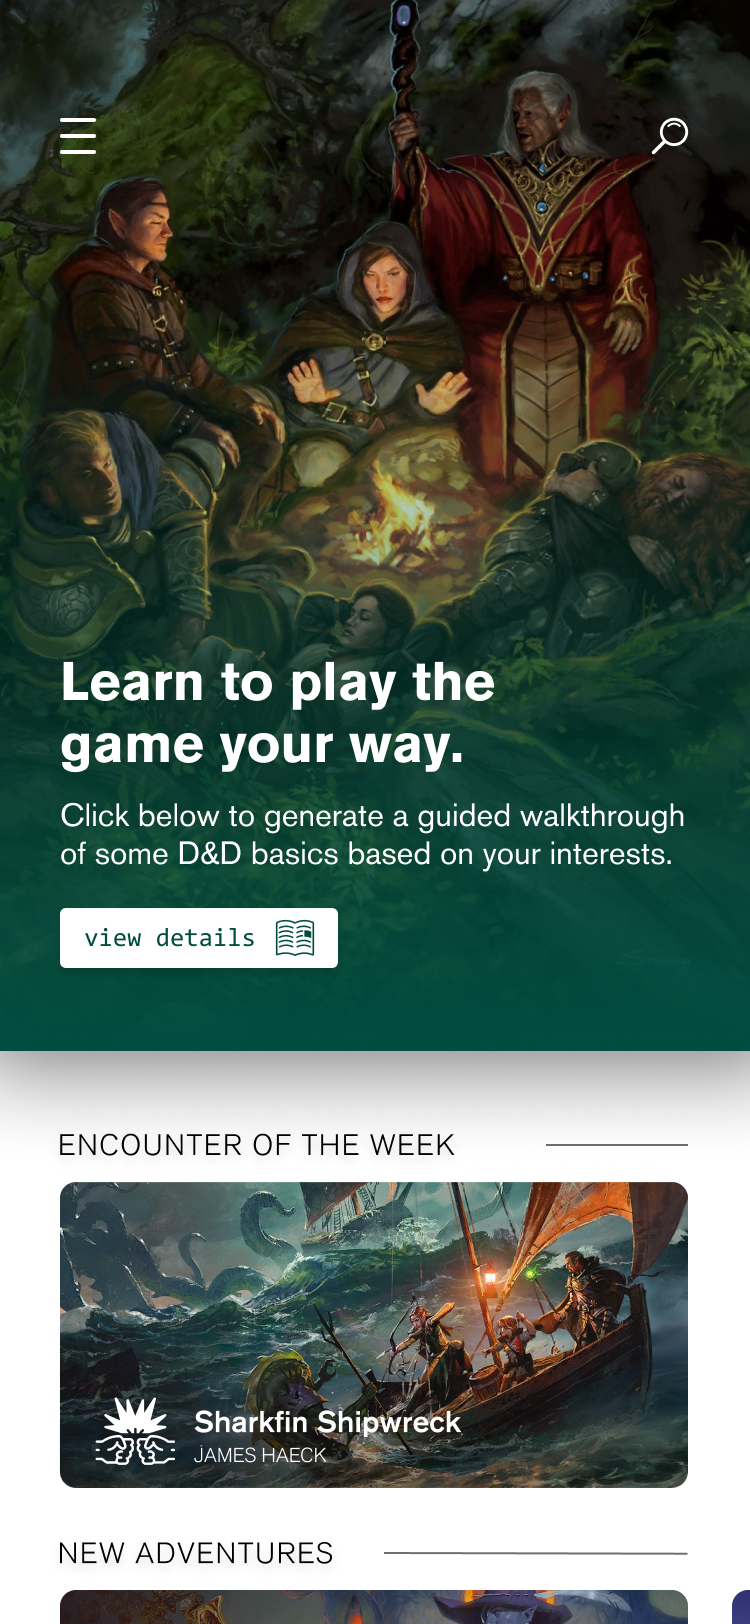 Learn to play the
game your way.
Click below to generate a guided walkthrough
of some D&D basics based on your interests.
view details
ENCOUNTER OF THE WEEK
Sharkfin Shipwreck
JAMES HAECK
NEW ADVENTURES